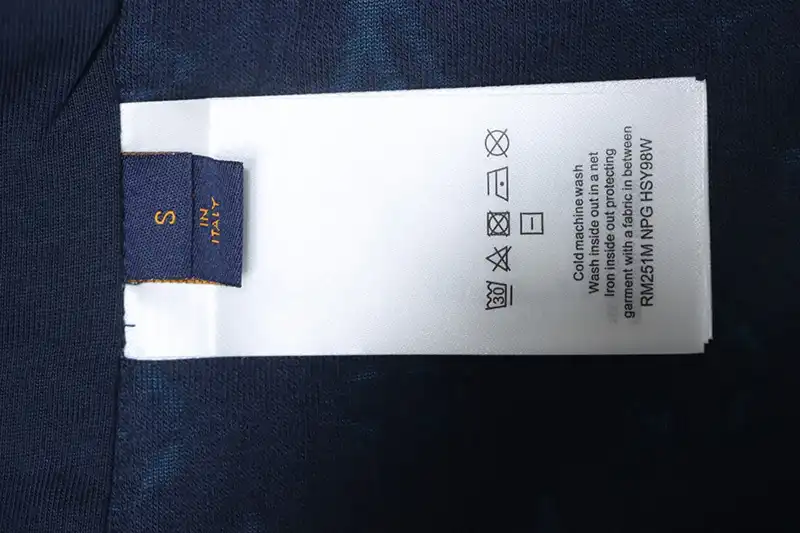 S
IN
ITALY
30
Cold machine wash
Wash inside out in a net
Iron inside out protecting
garment with a fabric in between
RM251M NPG HSY98W